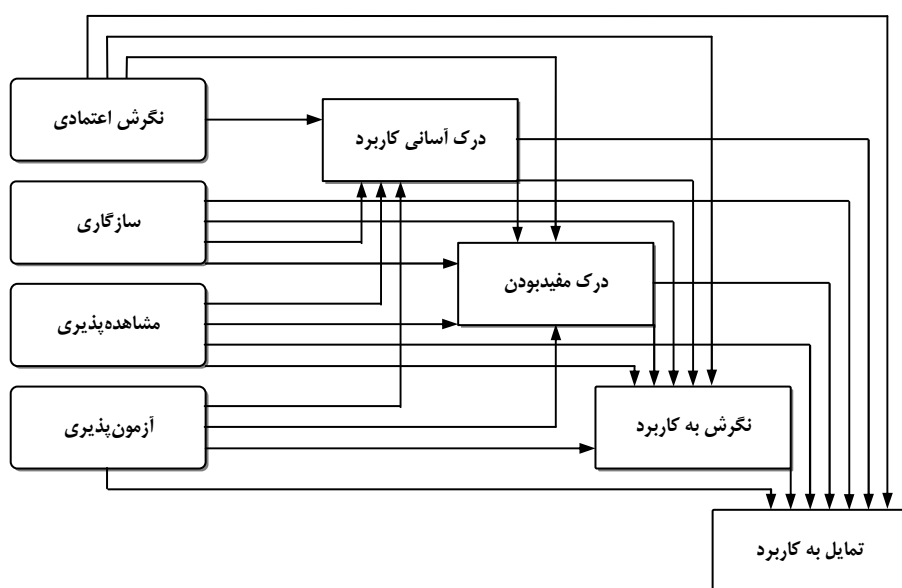 نگرش اعتمادی
درک آسانی کاربرد
سازگاری
درک مفیدبودن
مشاهده‌پذیری
نگرش به کاربرد
آزمون‌پذیری
تمایل به کاربرد